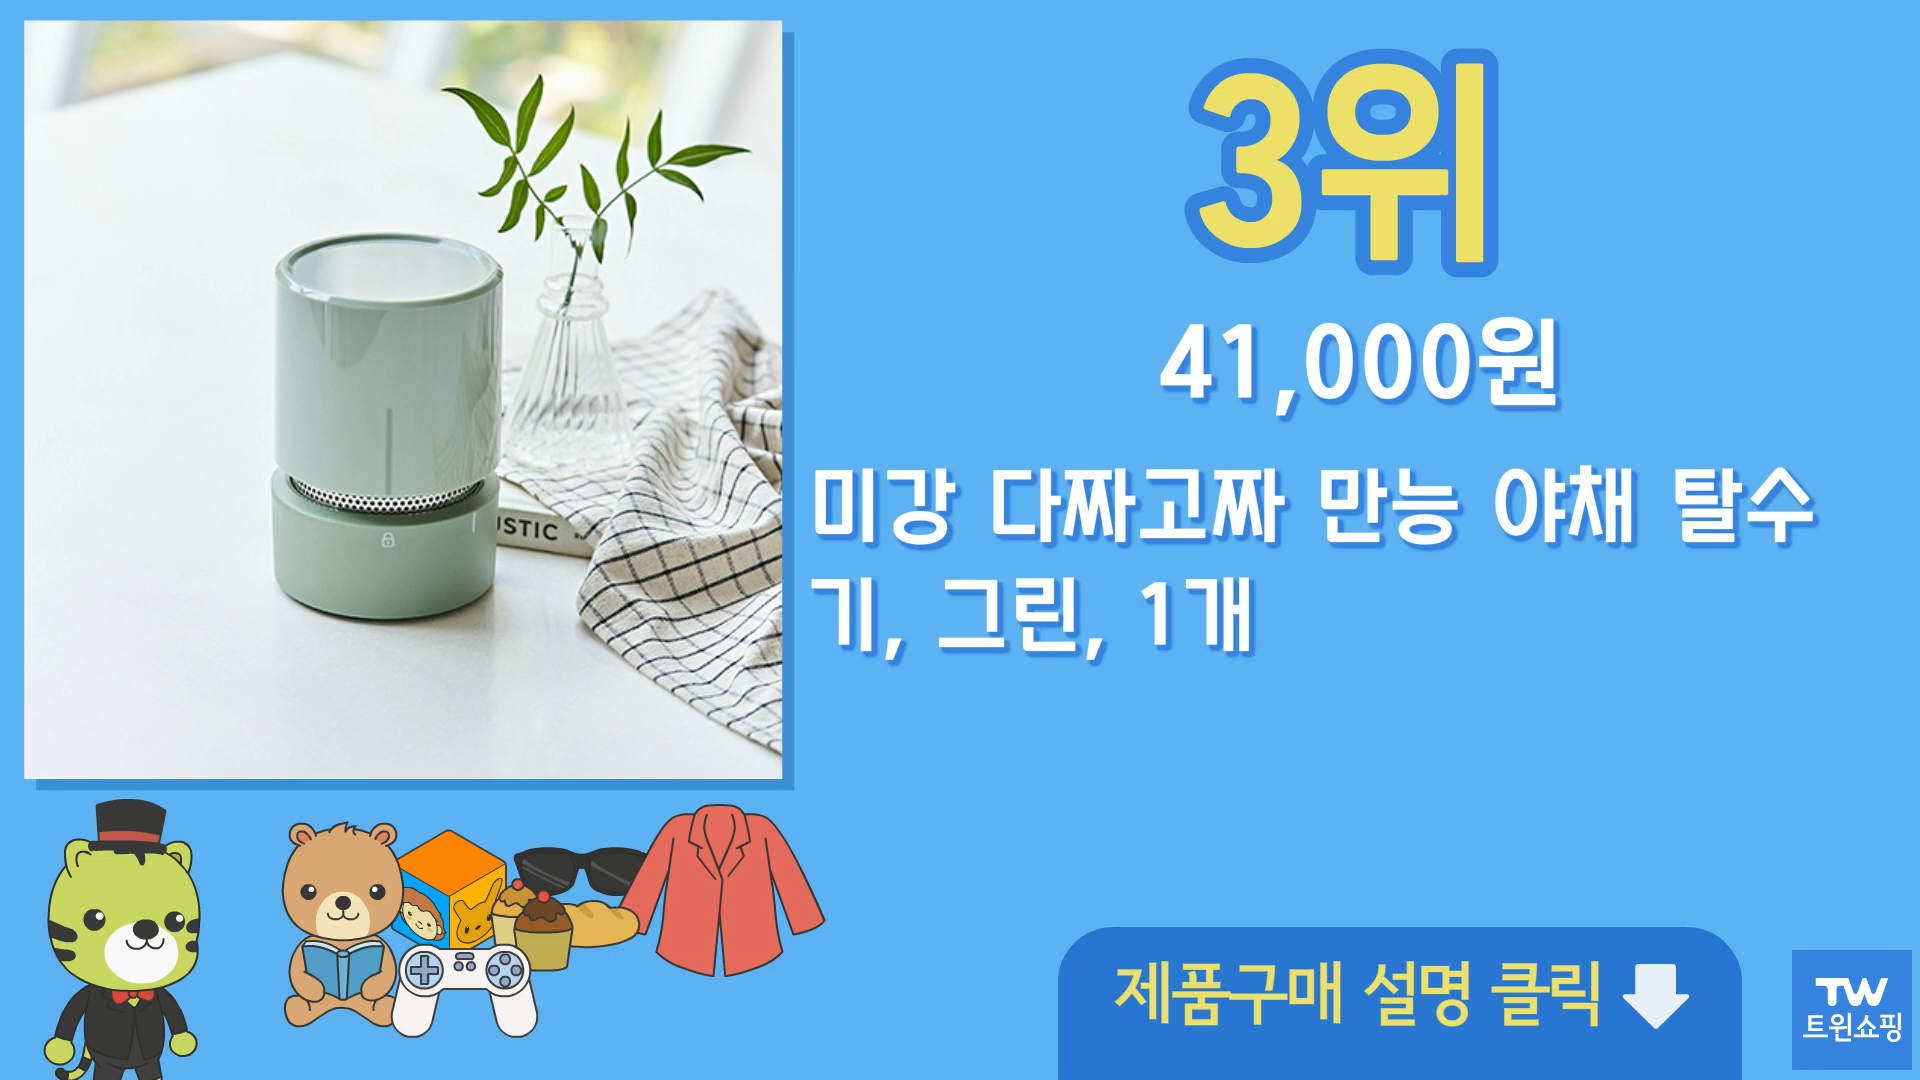 3위
41,000원
미강 다짜고짜 만능 야채 탈수
기, 그린, 1개
USTIC
제품구매 설명 클릭
TW
트윈쇼핑